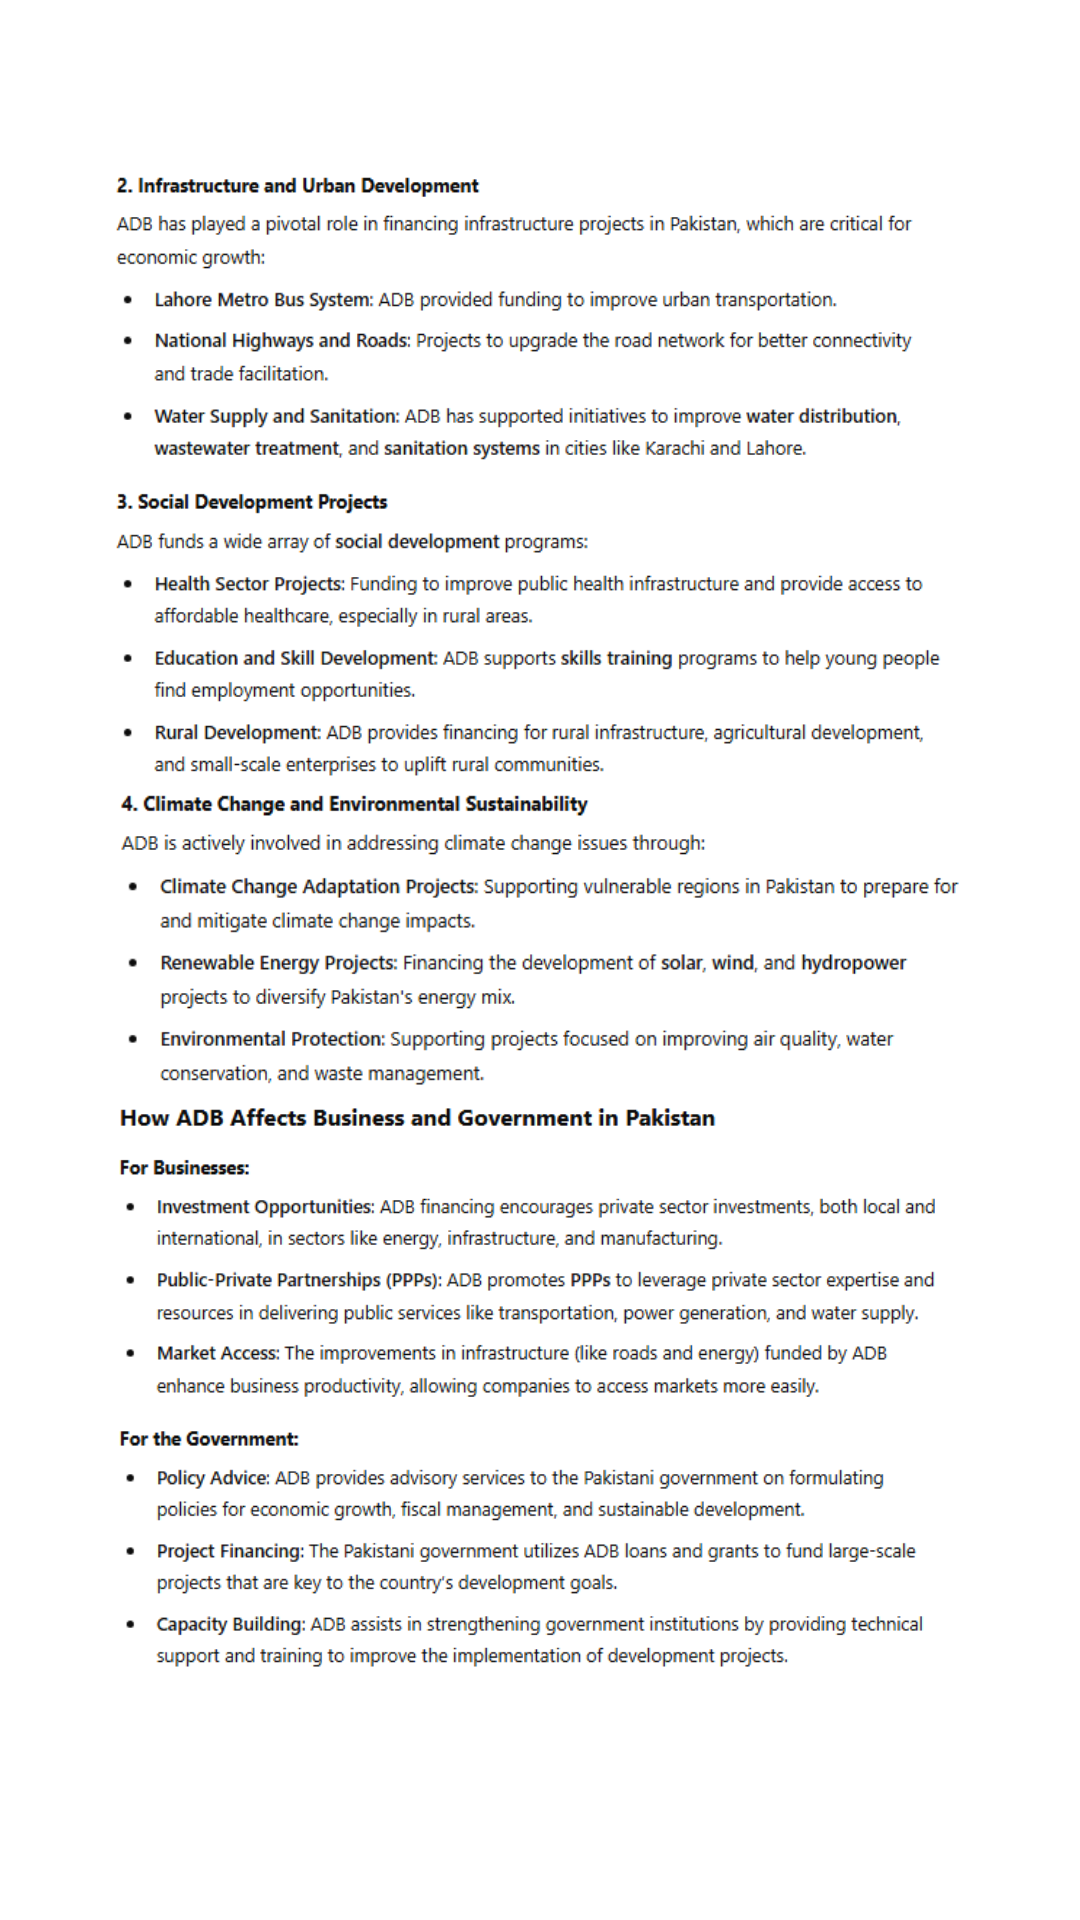 2. Infrastructure and Urban Development
ADB has played a pivotal role in financing infrastructure projects in Pakistan, which are critical for
economic growth:
• Lahore Metro Bus System: ADB provided funding to improve urban transportation.
• National Highways and Roads: Projects to upgrade the road network for better connectivity
and trade facilitation.
• Water Supply and Sanitation: ADB has supported initiatives to improve water distribution,
wastewater treatment, and sanitation systems in cities like Karachi and Lahore.
3. Social Development Projects
ADB funds a wide array of social development programs:
• Health Sector Projects: Funding to improve public health infrastructure and provide access to
affordable healthcare, especially in rural areas.
• Education and Skill Development: ADB supports skills training programs to help young people
find employment opportunities.
• Rural Development: ADB provides financing for rural infrastructure, agricultural development,
and small-scale enterprises to uplift rural communities.
4. Climate Change and Environmental Sustainability
ADB is actively involved in addressing climate change issues through:
• Climate Change Adaptation Projects: Supporting vulnerable regions in Pakistan to prepare for
and mitigate climate change impacts.
• Renewable Energy Projects: Financing the development of solar, wind, and hydropower
projects to diversify Pakistan's energy mix.
• Environmental Protection: Supporting projects focused on improving air quality, water
conservation, and waste management.
How ADB Affects Business and Government in Pakistan
For Businesses:
• Investment Opportunities: ADB financing encourages private sector investments, both local and
international, in sectors like energy, infrastructure, and manufacturing.
• Public-Private Partnerships (PPPs): ADB promotes PPPs to leverage private sector expertise and
resources in delivering public services like transportation, power generation, and water supply.
• Market Access: The improvements in infrastructure (like roads and energy) funded by ADB
enhance business productivity, allowing companies to access markets more easily.
For the Government:
• Policy Advice: ADB provides advisory services to the Pakistani government on formulating
policies for economic growth, fiscal management, and sustainable development.
• Project Financing: The Pakistani government utilizes ADB loans and grants to fund large-scale
projects that are key to the country's development goals.
• Capacity Building: ADB assists in strengthening government institutions by providing technical
support and training to improve the implementation of development projects.